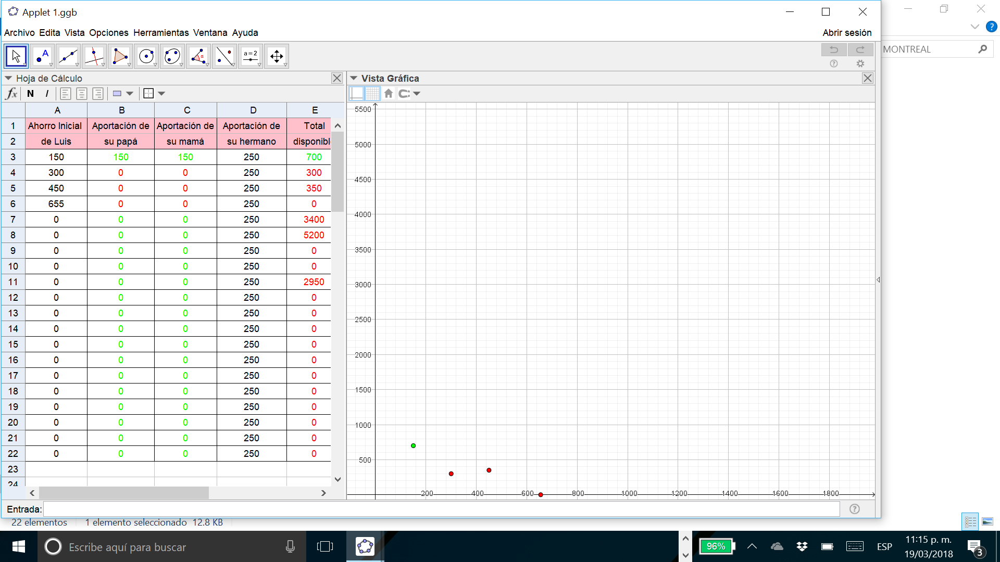 Applet 1.ggb
Archivo Edita Vista Opciones Herramientas Ventana Ayuda
Abrir sesión
MONTREAL
A
a=2
Hoja de Cálculo
Vista Gráfica
fx N I
A B C D E
1 Ahorro Inicial Aportación de Aportación de Aportación de Total
2 de Luis su papá su mamá su hermano disponibl
3 150 150 150 250 700
4 300 0 0 250 300
5 450 0 0 250 350
6 655 0 0 250 0
7 0 0 0 250 3400
8 0 0 0 250 5200
9 0 0 0 250 0
10 0 0 0 250 0
11 0 0 0 250 2950
12 0 0 0 250 0
13 0 0 0 250 0
14 0 0 0 250 0
15 0 0 0 250 0
16 0 0 0 250 0
17 0 0 0 250 0
18 0 0 0 250 0
19 0 0 0 250 0
20 0 0 0 250 0
21 0 0 0 250 0
22 0 0 0 250 0
23
24
5500
5000
4500
4000
3500
3000
2500
2000
1500
1000
500
200 400 600 800 1000 1200 1400 1600 1800
Entrada:
22 elementos 1 elemento seleccionado 12.8 KB
Escribe aquí para buscar
96%
ESP
11:15 p. m.
19/03/2018
3